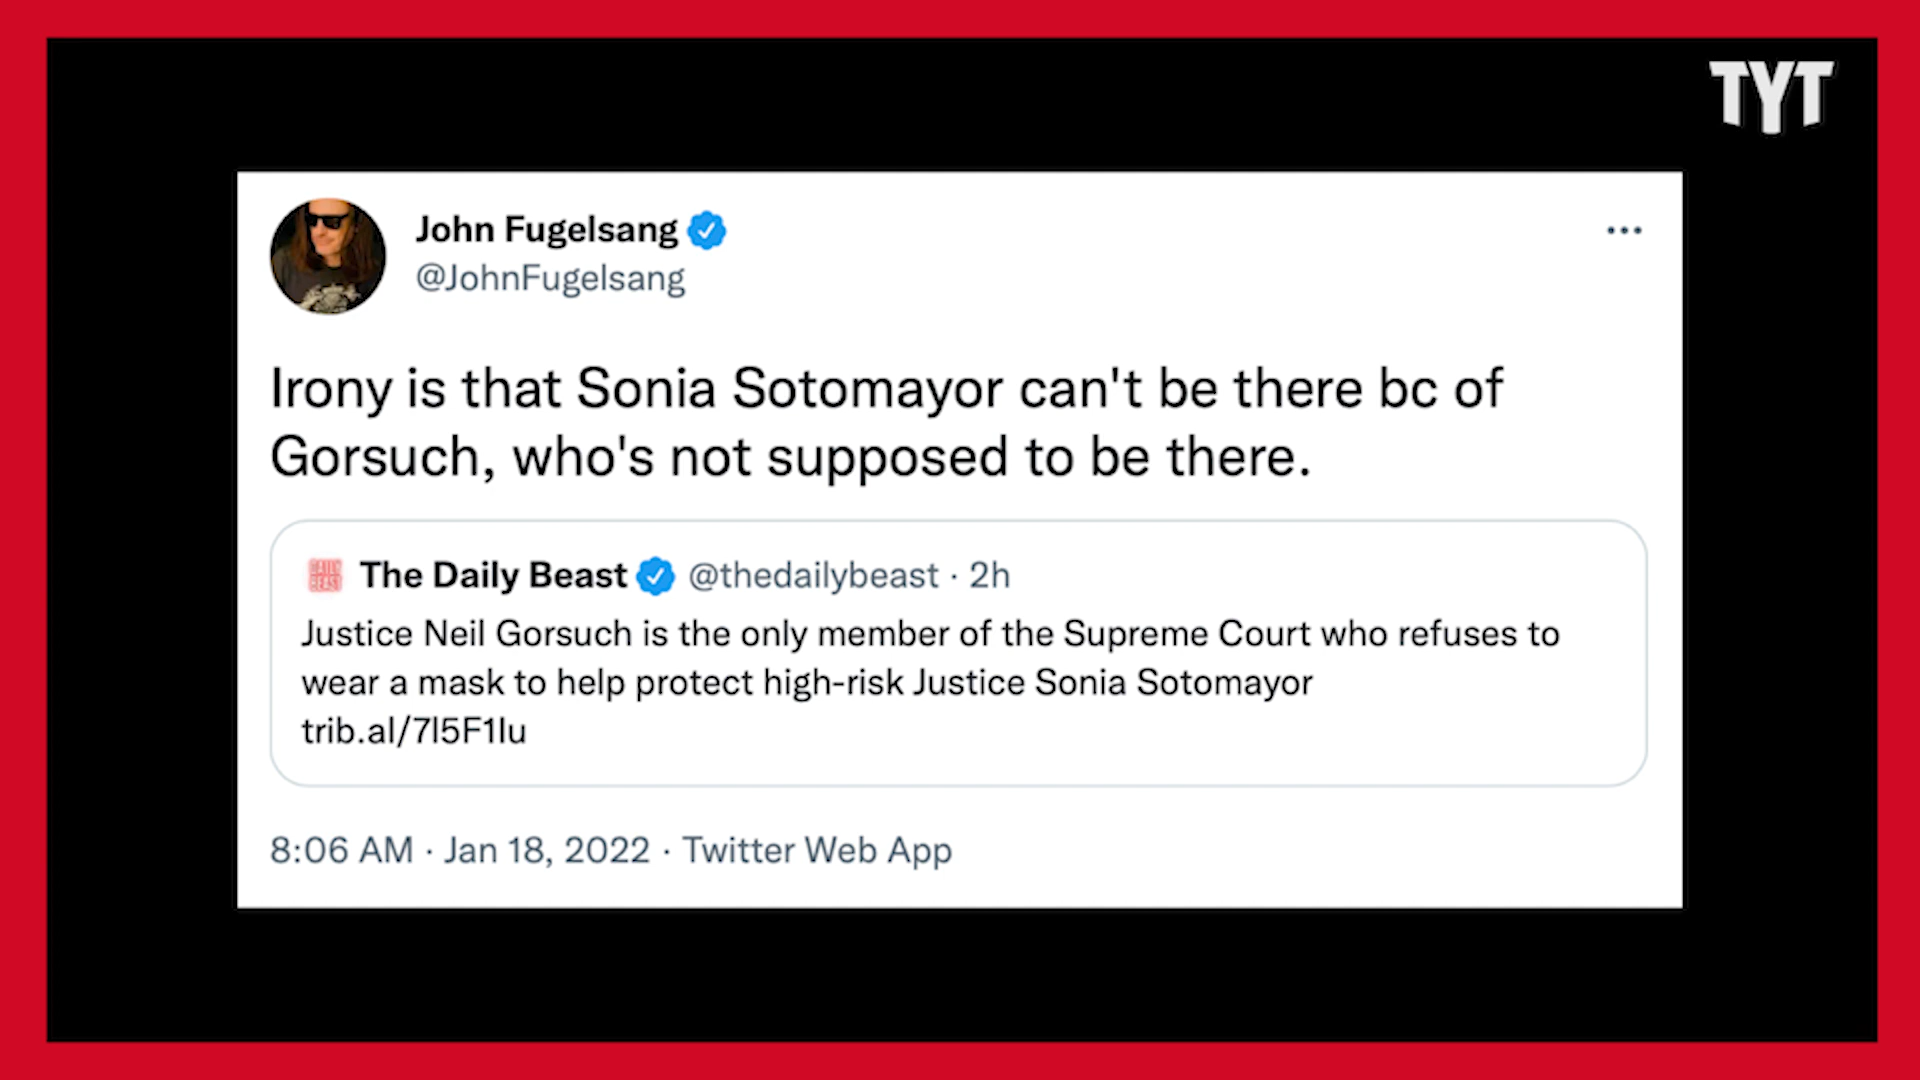 TYT
John Fugelsang
@JohnFugelsang
Irony is that Sonia Sotomayor can't be there bc of
Gorsuch, who's not supposed to be there.
DAILY
BEAST
The Daily Beast @thedailybeast · 2h
Justice Neil Gorsuch is the only member of the Supreme Court who refuses to
wear a mask to help protect high-risk Justice Sonia Sotomayor
trib.al/7l5F1Iu
8:06 AM · Jan 18, 2022 · Twitter Web App